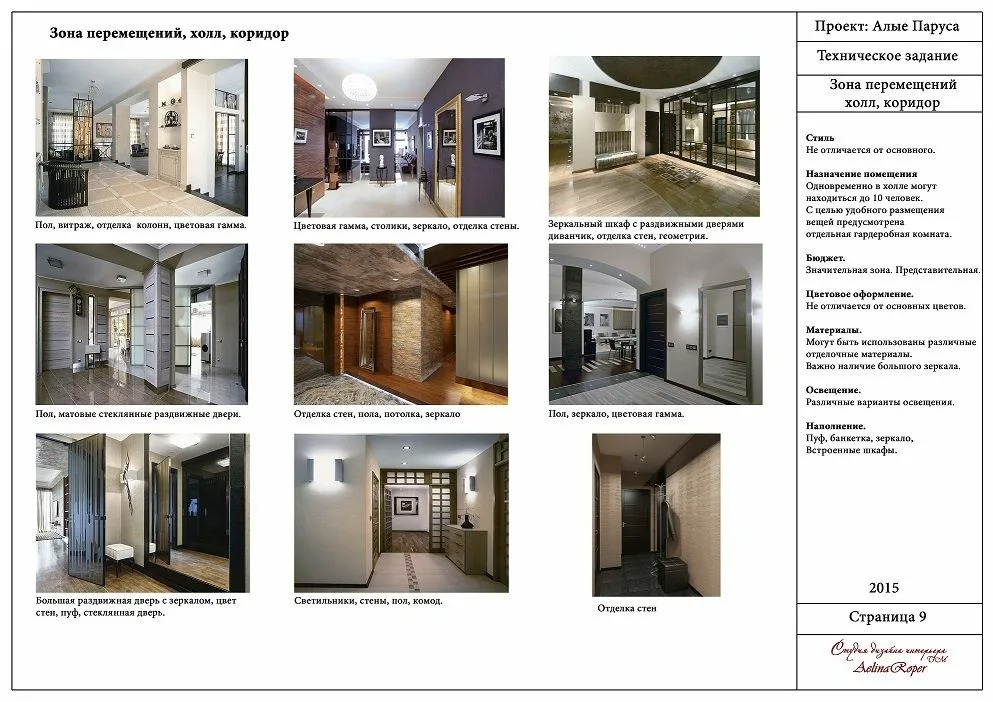 Зона перемещений, холл, коридор
Пол, витраж, отделка колонн, цветовая гамма.
Цветовая гамма, столики, зеркало, отделка стены.
Зеркальный шкаф с раздвижными дверями
диванчик, отделка стен, геометрия.
Пол, матовые стеклянные раздвижные двери.
Отделка стен, пола, потолка, зеркало
Пол, зеркало, цветовая гамма.
Большая раздвижная дверь с зеркалом, цвет
стен, пуф, стеклянная дверь.
Светильники, стены, пол, комод.
Отделка стен
Проект: Алые Паруса
Техническое задание
Зона перемещений
холл, коридор
Стиль
Не отличается от основного.
Назначение помещения
Одновременно в холле могут
находиться до 10 человек.
С целью удобного размещения
вещей предусмотрена
отдельная гардеробная комната.
Бюджет.
Значительная зона. Представительная.
Цветовое оформление.
Не отличается от основных цветов.
Материалы.
Могут быть использованы различные
отделочные материалы.
Важно наличие большого зеркала.
Освещение.
Различные варианты освещения.
Наполнение.
Пуф, банкетка, зеркало,
Встроенные шкафы.
2015
Страница 9
Студия дизайна интерьера
TM
AelinaRoper